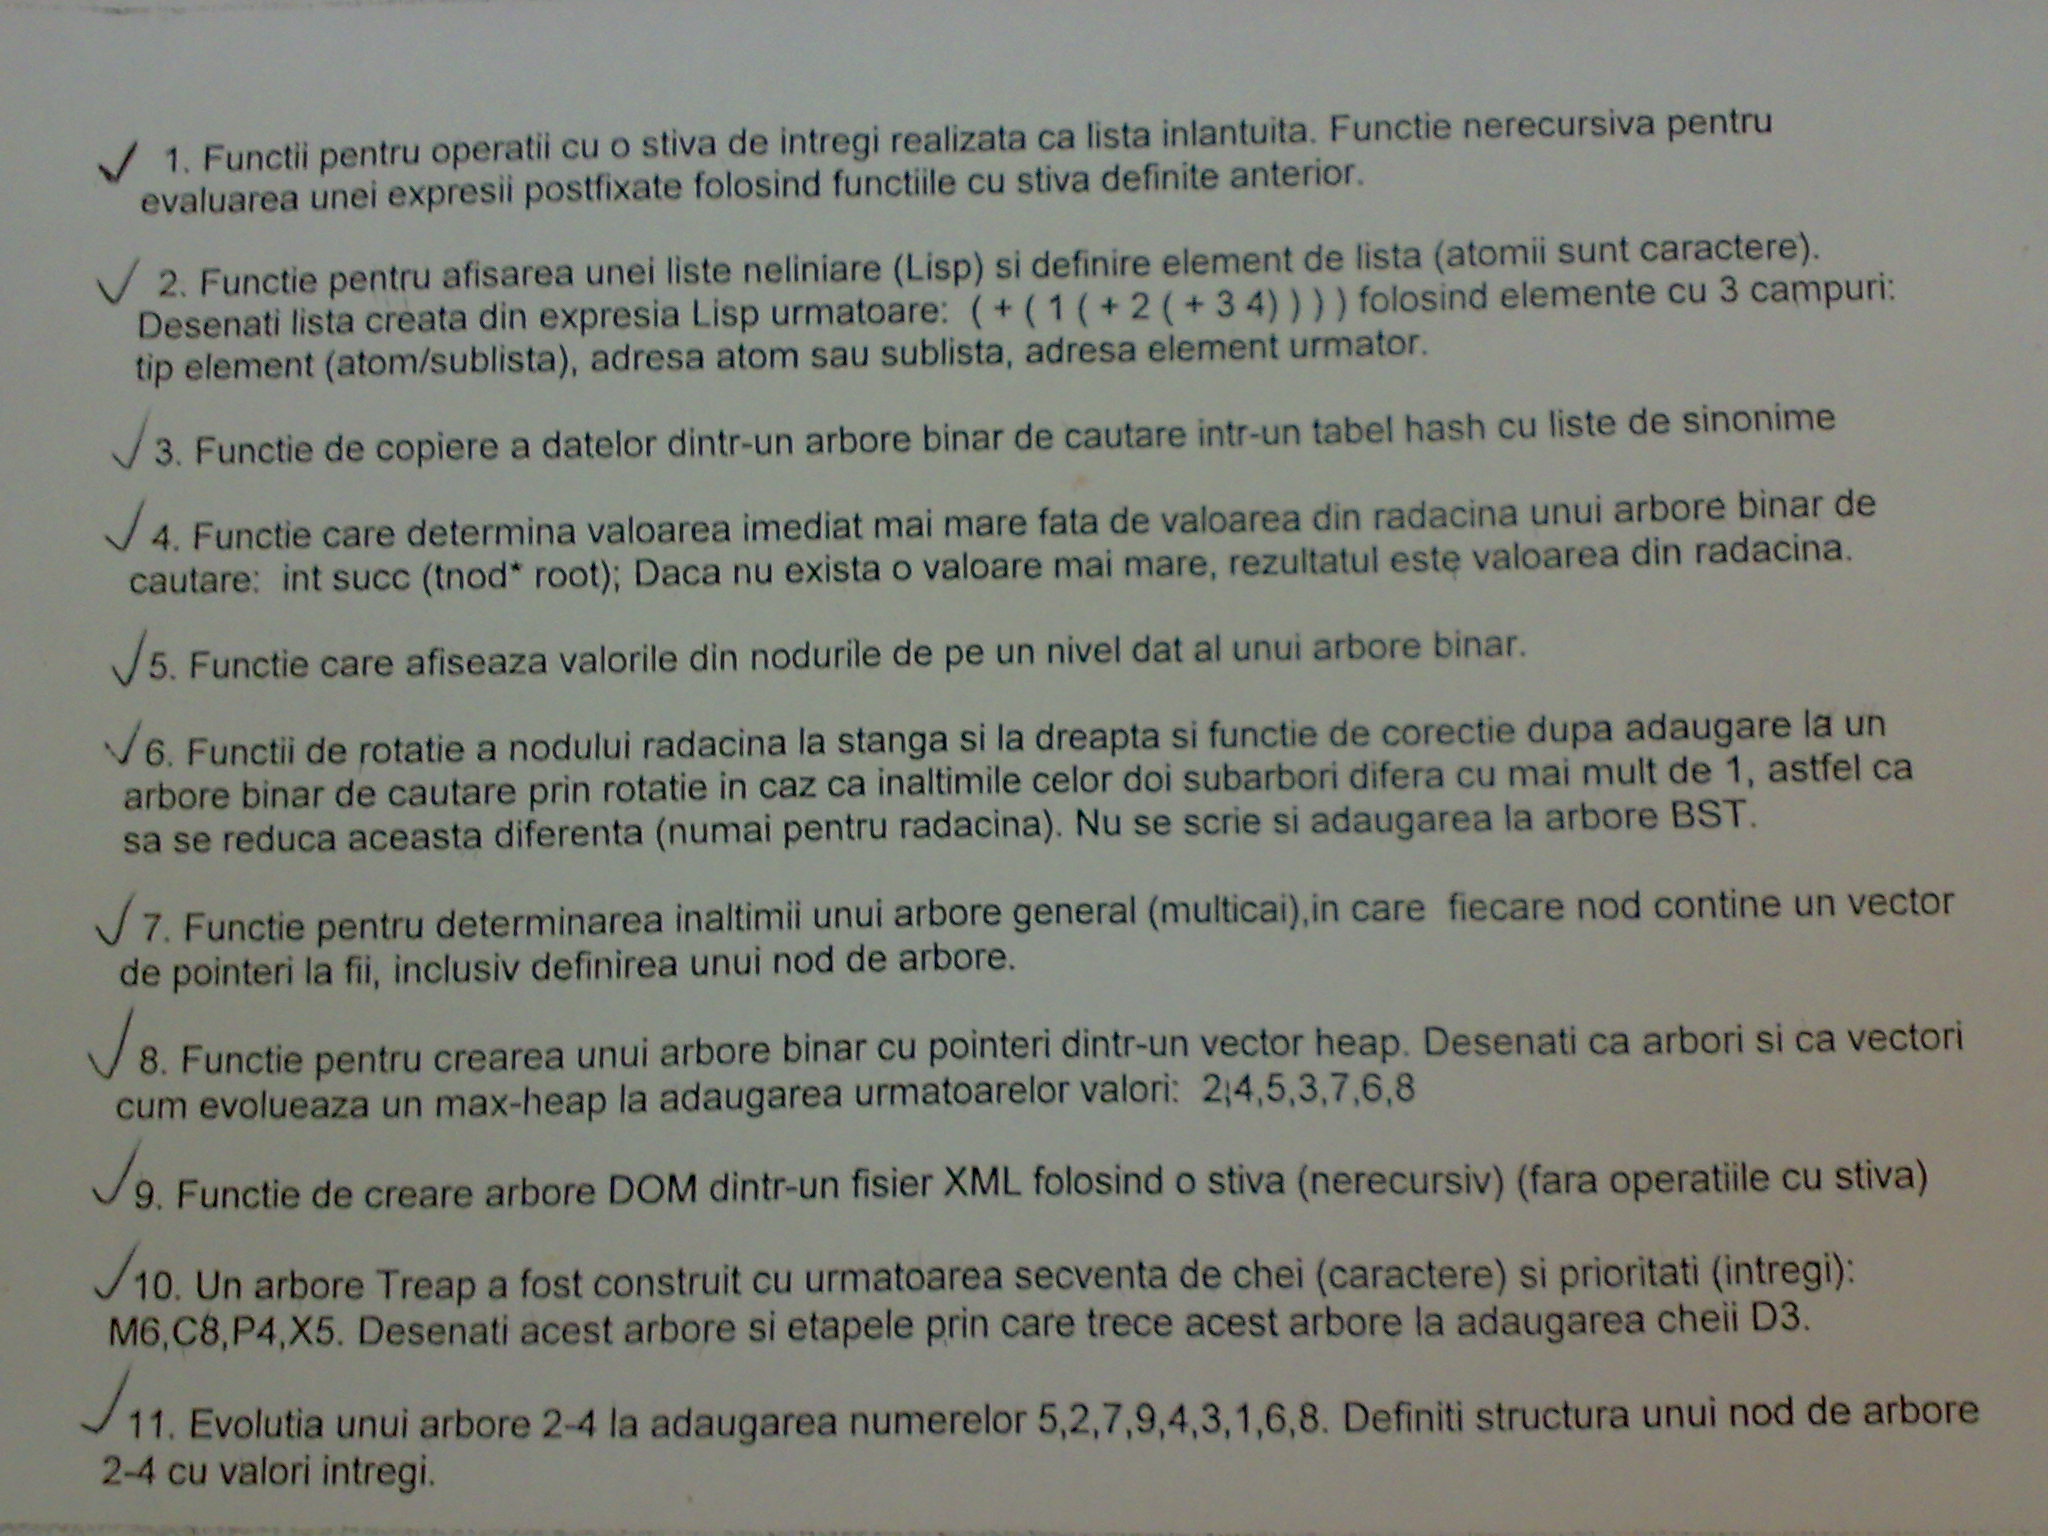 1. Functii pentru operatii cu o stiva de intregi realizata ca lista inlantuita. Functie nerecursiva pentru
evaluarea unei expresii postfixate folosind functiile cu stiva definite anterior.
2. Functie pentru afisarea unei liste neliniare (Lisp) si definire element de lista (atomii sunt caractere).
Desenati lista creata din expresia Lisp urmatoare: ( + ( 1 ( + 2 ( + 3 4) ) ) ) folosind elemente cu 3 campuri:
tip element (atom/sublista), adresa atom sau sublista, adresa element urmator.
3. Functie de copiere a datelor dintr-un arbore binar de cautare intr-un tabel hash cu liste de sinonime
4. Functie care determina valoarea imediat mai mare fata de valoarea din radacina unui arbore binar de
cautare: int succ (tnod* root); Daca nu exista o valoare mai mare, rezultatul este valoarea din radacina.
5. Functie care afiseaza valorile din nodurile de pe un nivel dat al unui arbore binar.
6. Functii de rotatie a nodului radacina la stanga si la dreapta si functie de corectie dupa adaugare la un
arbore binar de cautare prin rotatie in caz ca inaltimile celor doi subarbori difera cu mai mult de 1, astfel ca
sa se reduca aceasta diferenta (numai pentru radacina). Nu se scrie si adaugarea la arbore BST.
7. Functie pentru determinarea inaltimii unui arbore general (multicai),in care fiecare nod contine un vector
de pointeri la fii, inclusiv definirea unui nod de arbore.
8. Functie pentru crearea unui arbore binar cu pointeri dintr-un vector heap. Desenati ca arbori si ca vectori
cum evolueaza un max-heap la adaugarea urmatoarelor valori: 2,4,5,3,7,6,8
9. Functie de creare arbore DOM dintr-un fisier XML folosind o stiva (nerecursiv) (fara operatiile cu stiva)
10. Un arbore Treap a fost construit cu urmatoarea secventa de chei (caractere) si prioritati (intregi):
M6,C8,P4,X5. Desenati acest arbore si etapele prin care trece acest arbore la adaugarea cheii D3.
11. Evolutia unui arbore 2-4 la adaugarea numerelor 5,2,7,9,4,3,1,6,8. Definiti structura unui nod de arbore
2-4 cu valori intregi.